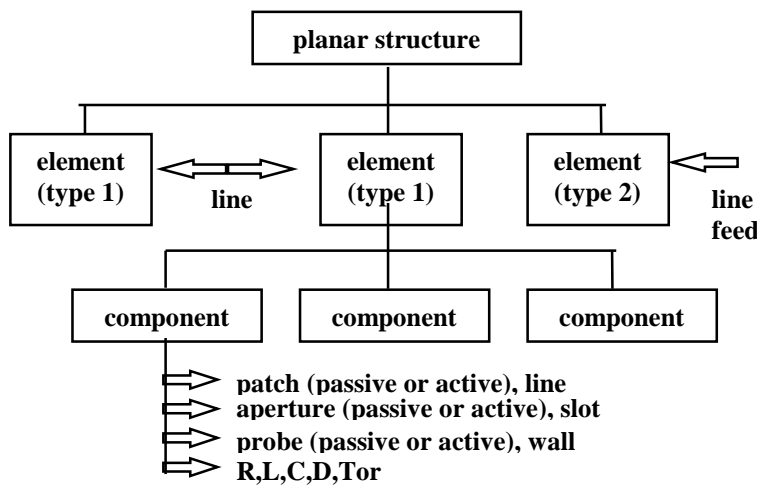 planar structure
element
(type 1)
line
element
(type 1)
element
(type 2)
line
feed
component
component
component
patch (passive or active), line
aperture (passive or active), slot
probe (passive or active), wall
R,L,C,D,Tor